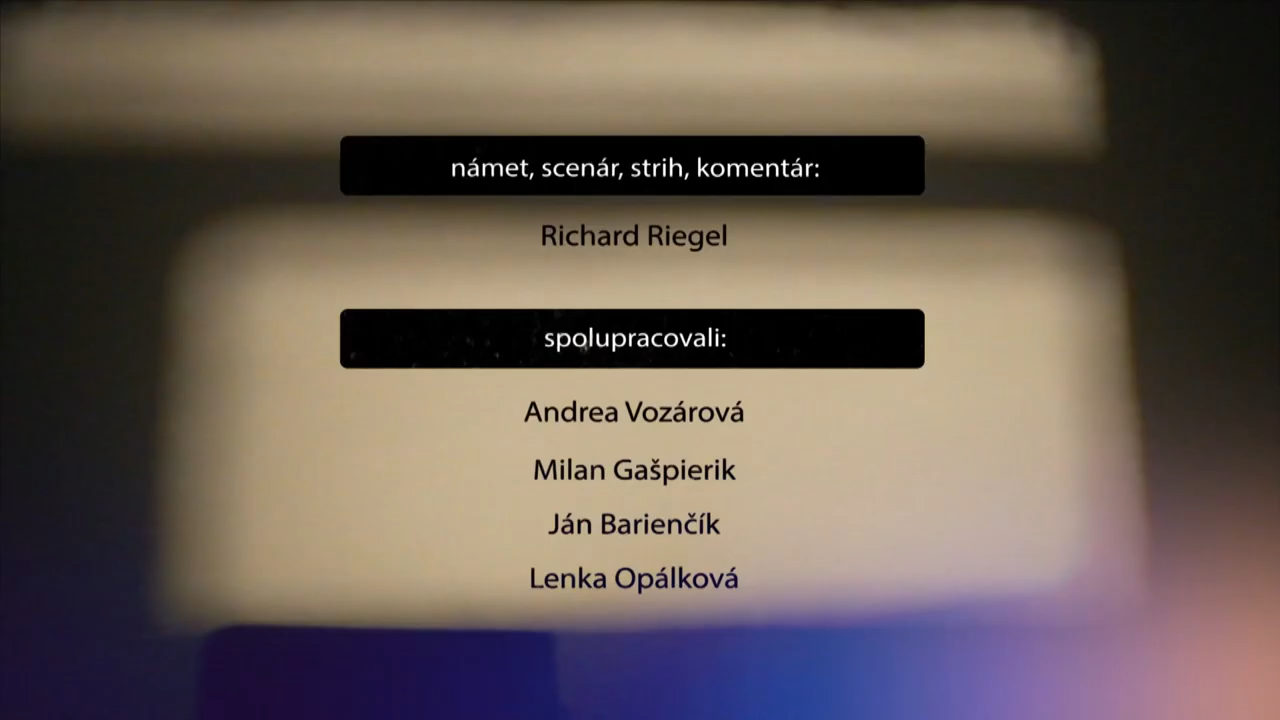 námet, scenár, strih, komentár:
Richard Riegel
spolupracovali:
Andrea Vozárová
Milan Gašpierik
Ján Barienčík
Lenka Opálková